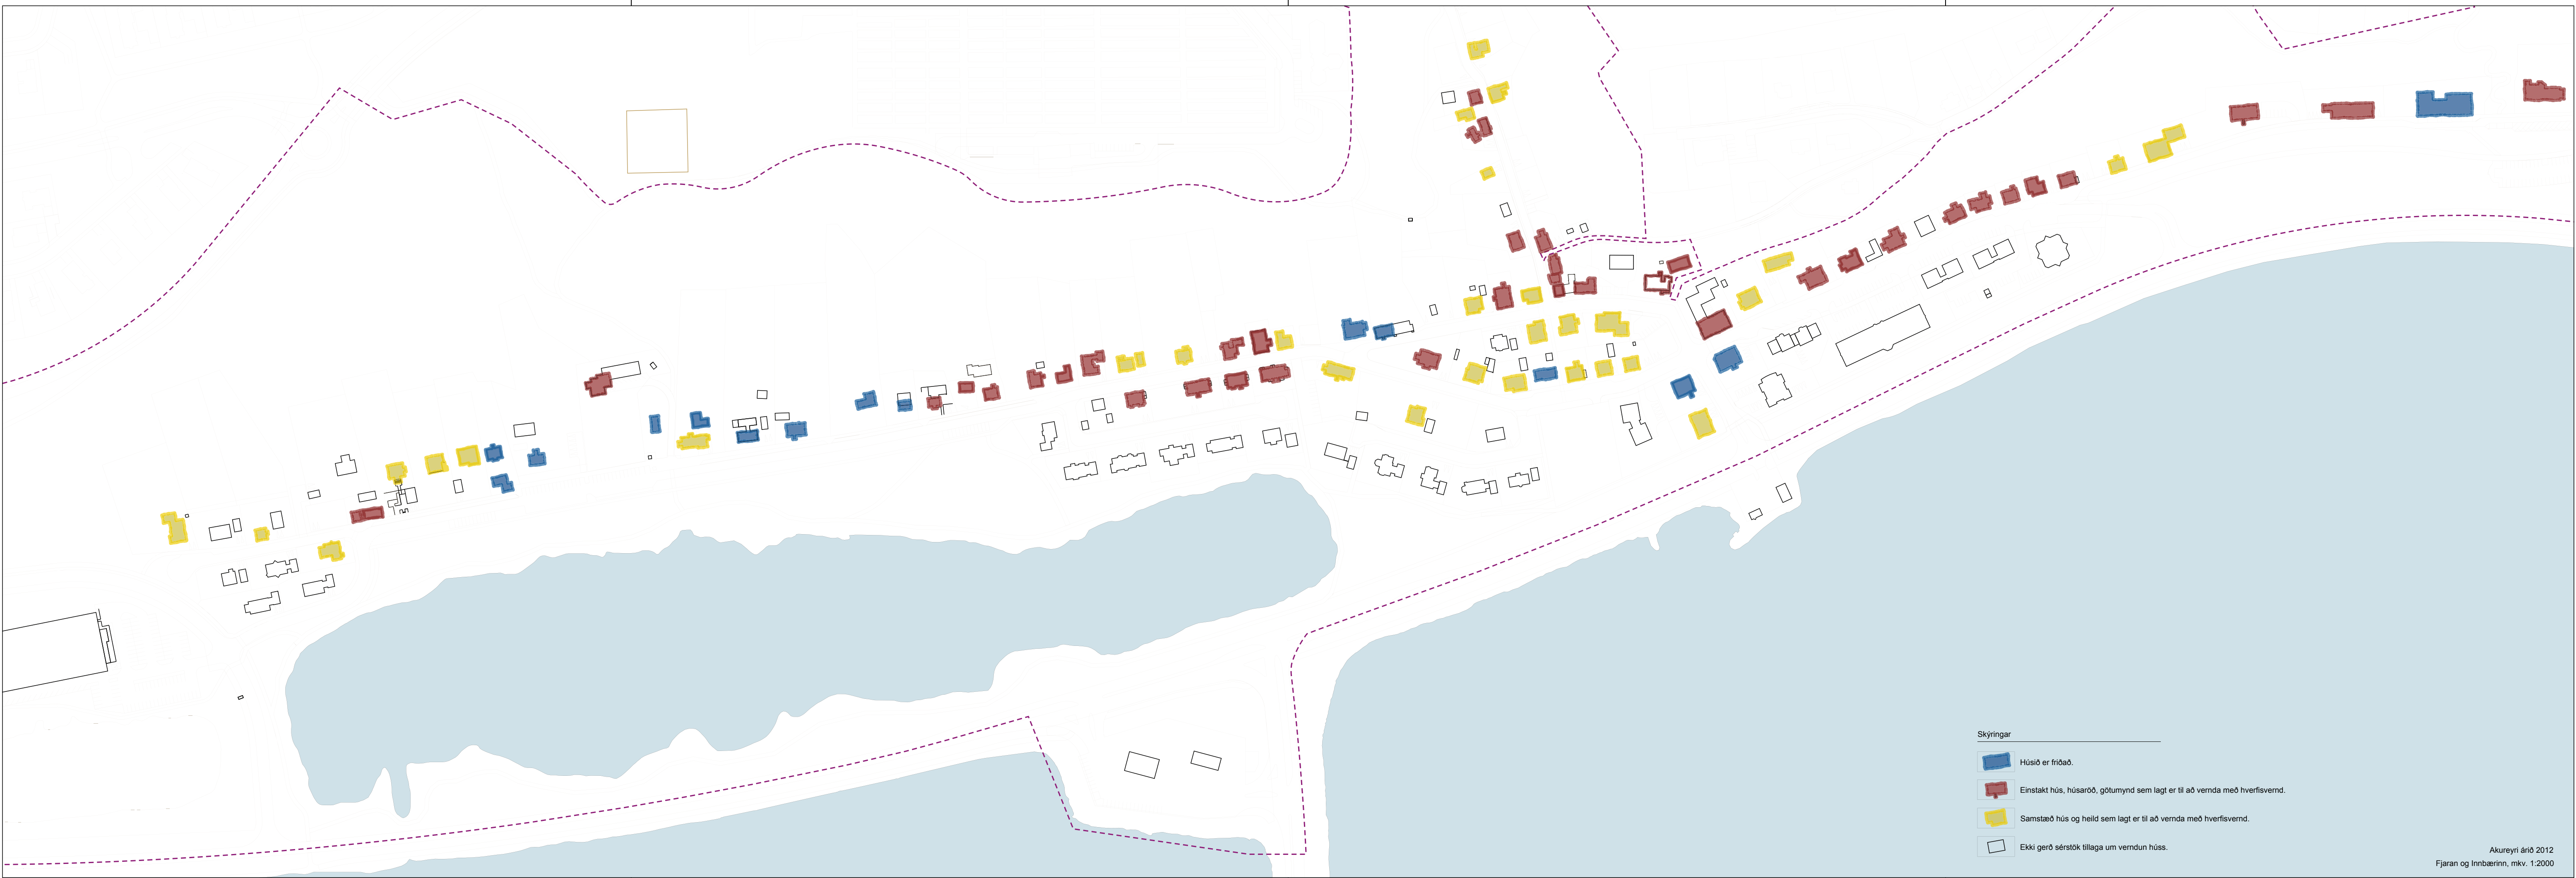 Skýringar
Húsið er friðað.
Einstakt hús, húsaröð, götumynd sem lagt er til að vernda með hverfisvernd.
Samstæð hús og heild sem lagt er til að vernda með hverfisvernd.
Ekki gerð sérstök tillaga um verndun húss.
Akureyri árið 2012
Fjaran og Innbærinn, mkv. 1:2000